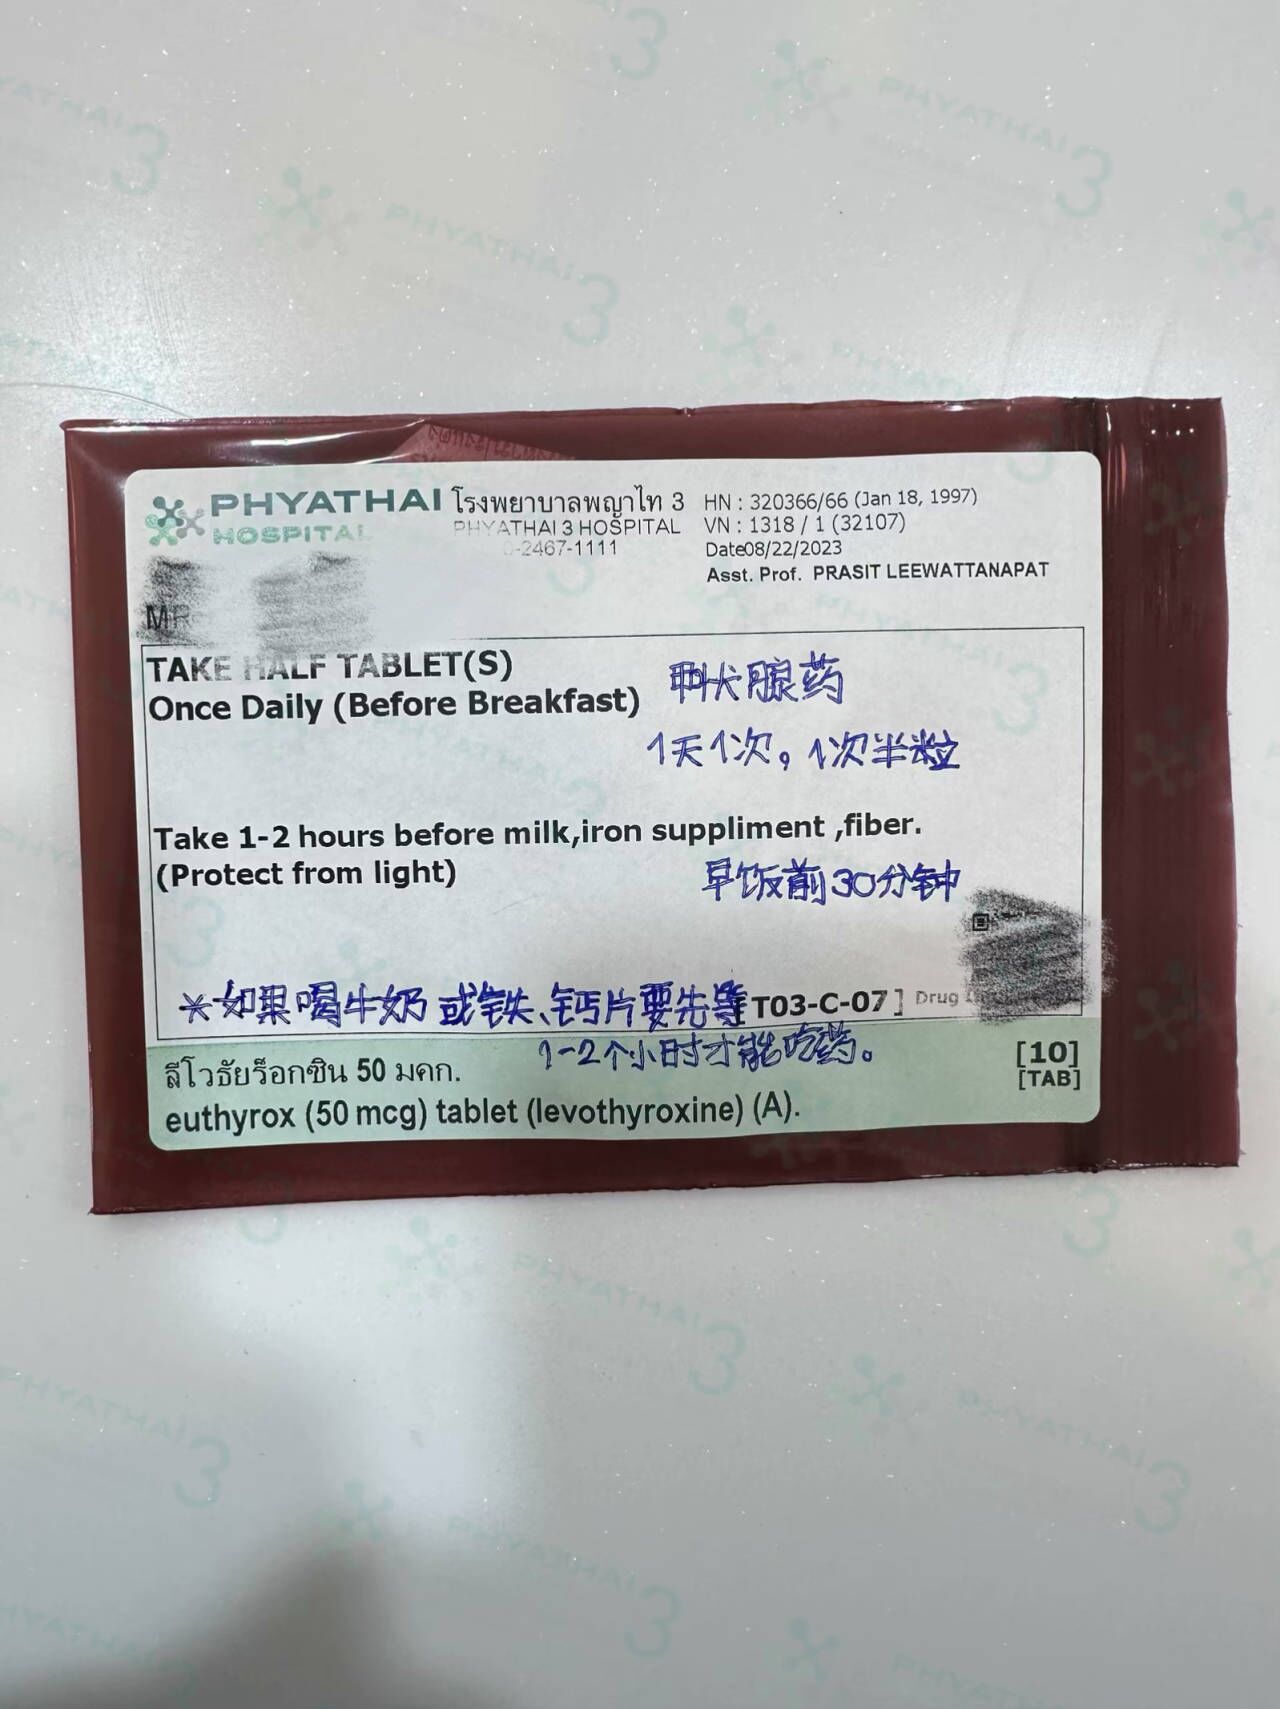 PHYATHAI
HOSPITAL
โรงพยาบาลพญาไท 3
PHYATHAI 3 HOSPITAL
-2467-1111
HN : 320366/66 (Jan 18, 1997)
VN : 1318 / 1 (32107)
Date08/22/2023
Asst. Prof. PRASIT LEEWATTANAPAT
MR
TAKE HALF TABLET(S)
Once Daily (Before Breakfast)
腺药
1天1次。1次半粒
Take 1-2 hours before milk,iron suppliment ,fiber.
(Protect from light)
早饭前30分钟
*如果喝牛奶 或铁、钙片要先等
[T03-C-07] Drug
1-2个小时才能吃药。
ลีโวธัยร็อกซิน 50 มคก.
euthyrox (50 mcg) tablet (levothyroxine) (A).
[10]
[TAB]